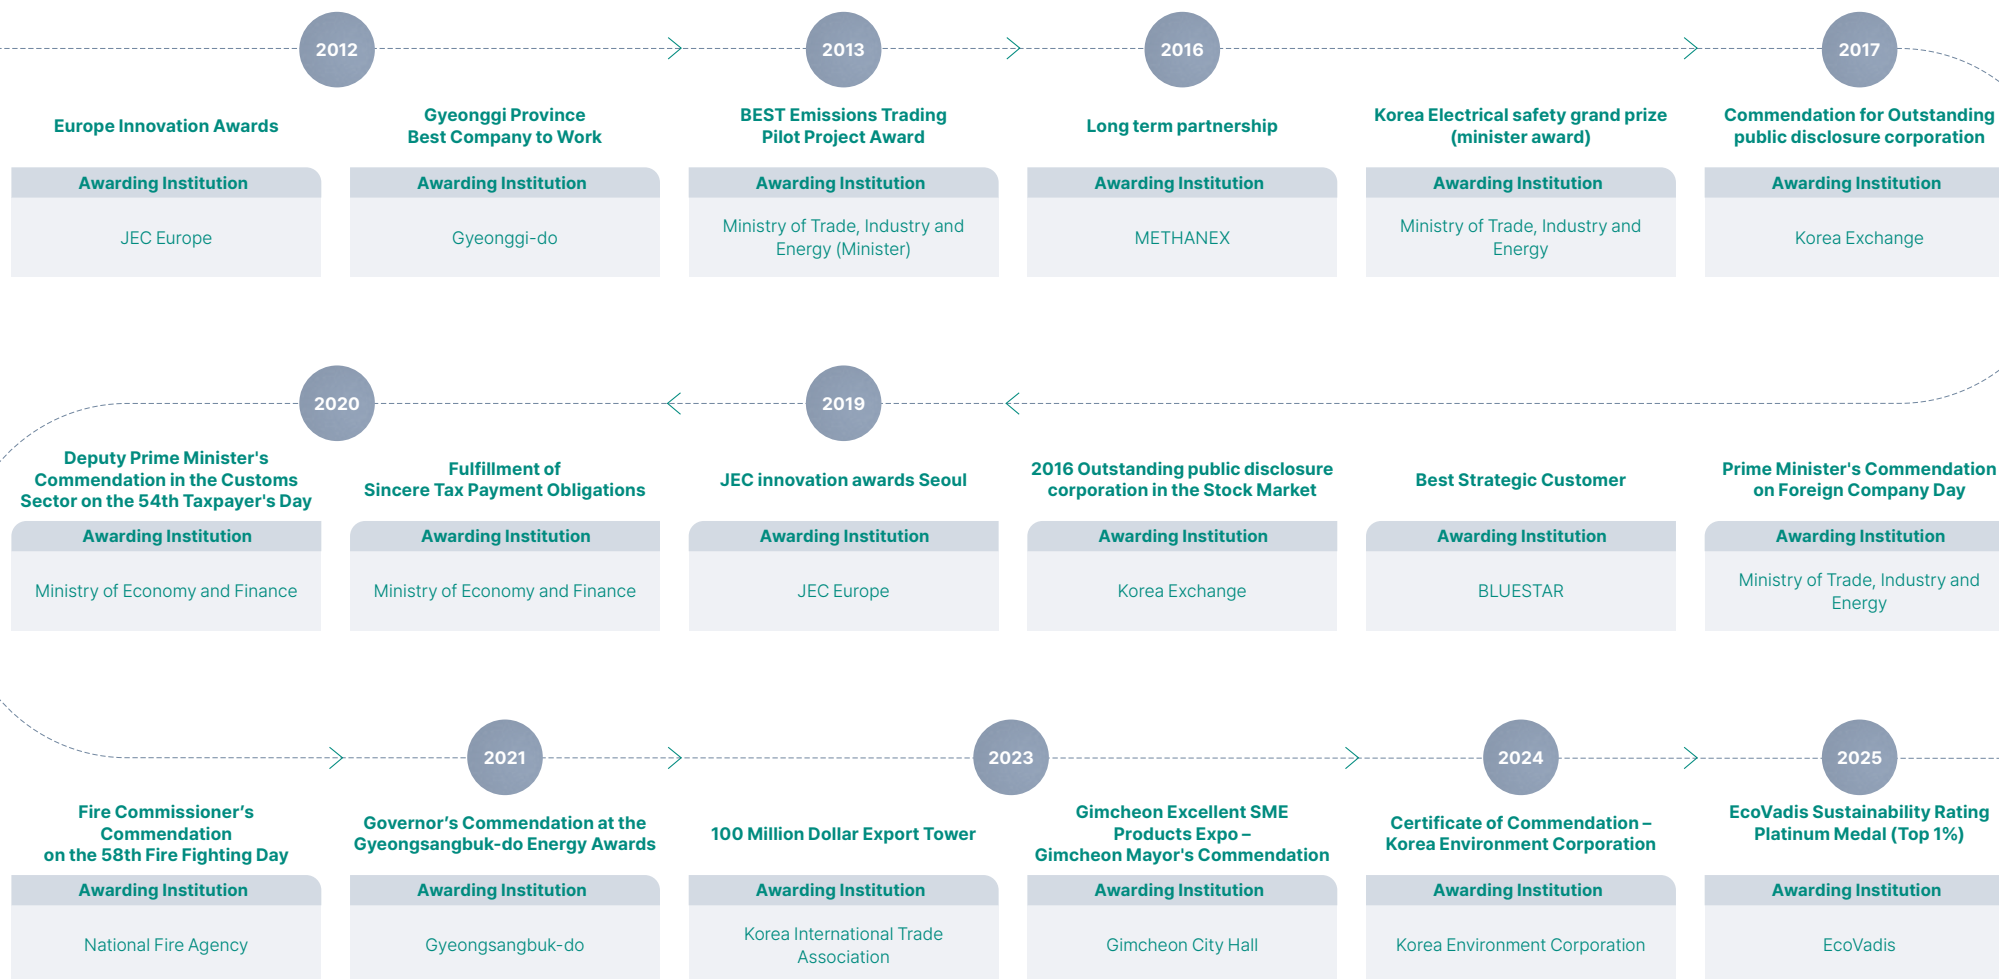 2012
2013
2016
2017
Europe Innovation Awards
Gyeonggi Province
Best Company to Work
BEST Emissions Trading
Pilot Project Award
Long term partnership
Korea Electrical safety grand prize
(minister award)
Commendation for Outstanding
public disclosure corporation
Awarding Institution
Awarding Institution
Awarding Institution
Awarding Institution
Awarding Institution
Awarding Institution
JEC Europe
Gyeonggi-do
Ministry of Trade, Industry and
Energy (Minister)
METHANEX
Ministry of Trade, Industry and
Energy
Korea Exchange
2020
2019
Deputy Prime Minister's
Commendation in the Customs
Sector on the 54th Taxpayer's Day
Fulfillment of
Sincere Tax Payment Obligations
JEC innovation awards Seoul
2016 Outstanding public disclosure
corporation in the Stock Market
Best Strategic Customer
Prime Minister's Commendation
on Foreign Company Day
Awarding Institution
Awarding Institution
Awarding Institution
Awarding Institution
Awarding Institution
Awarding Institution
Ministry of Economy and Finance
Ministry of Economy and Finance
JEC Europe
Korea Exchange
BLUESTAR
Ministry of Trade, Industry and
Energy
2021
2023
2024
2025
Fire Commissioner’s
Commendation
on the 58th Fire Fighting Day
Governor’s Commendation at the
Gyeongsangbuk-do Energy Awards
100 Million Dollar Export Tower
Gimcheon Excellent SME
Products Expo –
Gimcheon Mayor's Commendation
Certificate of Commendation –
Korea Environment Corporation
EcoVadis Sustainability Rating
Platinum Medal (Top 1%)
Awarding Institution
Awarding Institution
Awarding Institution
Awarding Institution
Awarding Institution
Awarding Institution
National Fire Agency
Gyeongsangbuk-do
Korea International Trade
Association
Gimcheon City Hall
Korea Environment Corporation
EcoVadis